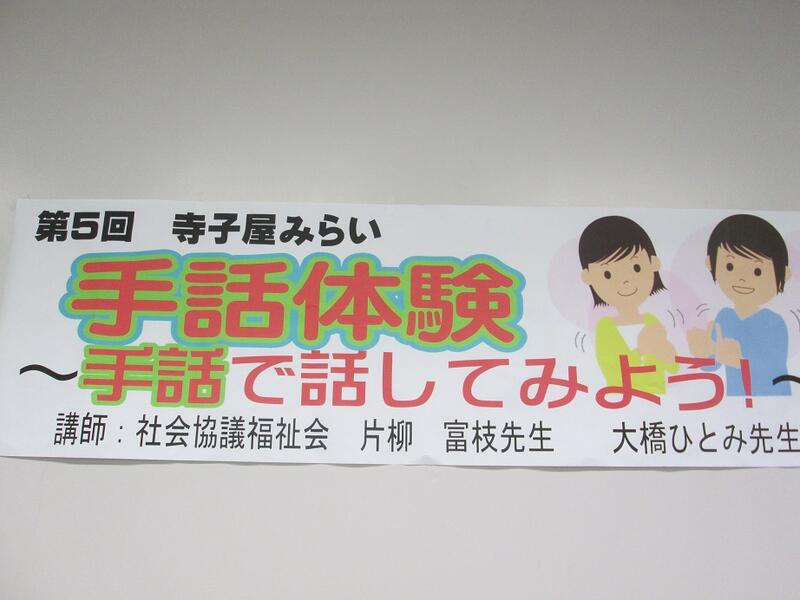 第5回　寺子屋みらい
手話体験
～手話で話してみよう!～
講師：社会協議福祉会　片柳　富枝先生　　大橋ひとみ先生